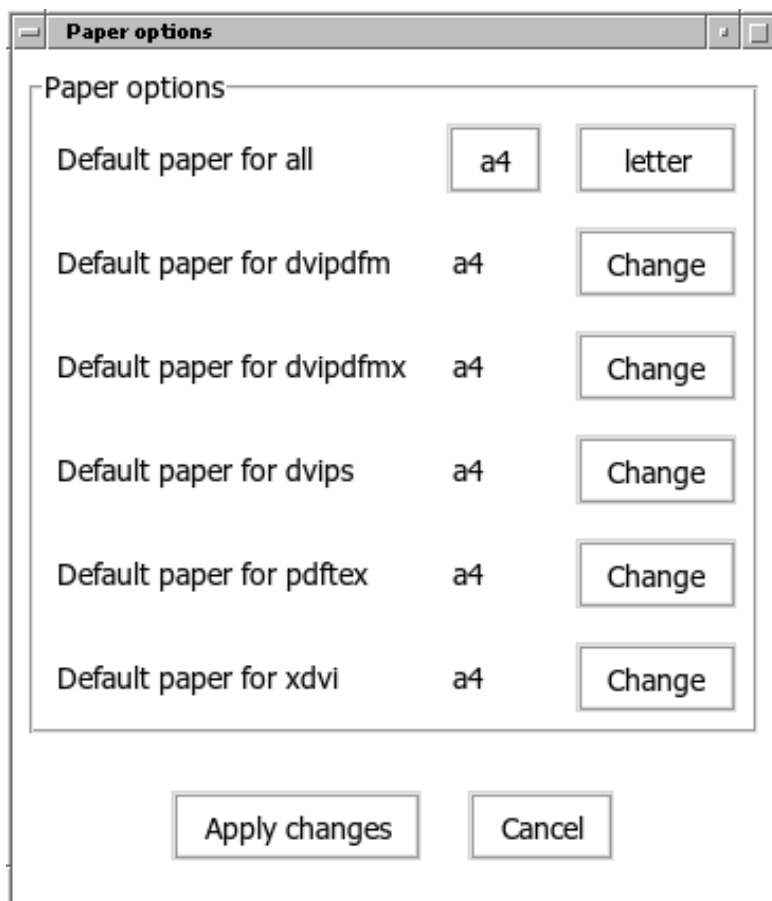 Paper options
Paper options
Default paper for all a4 letter
Default paper for dvipdfm a4 Change
Default paper for dvipdfmx a4 Change
Default paper for dvips a4 Change
Default paper for pdftex a4 Change
Default paper for xdvi a4 Change
Apply changes Cancel